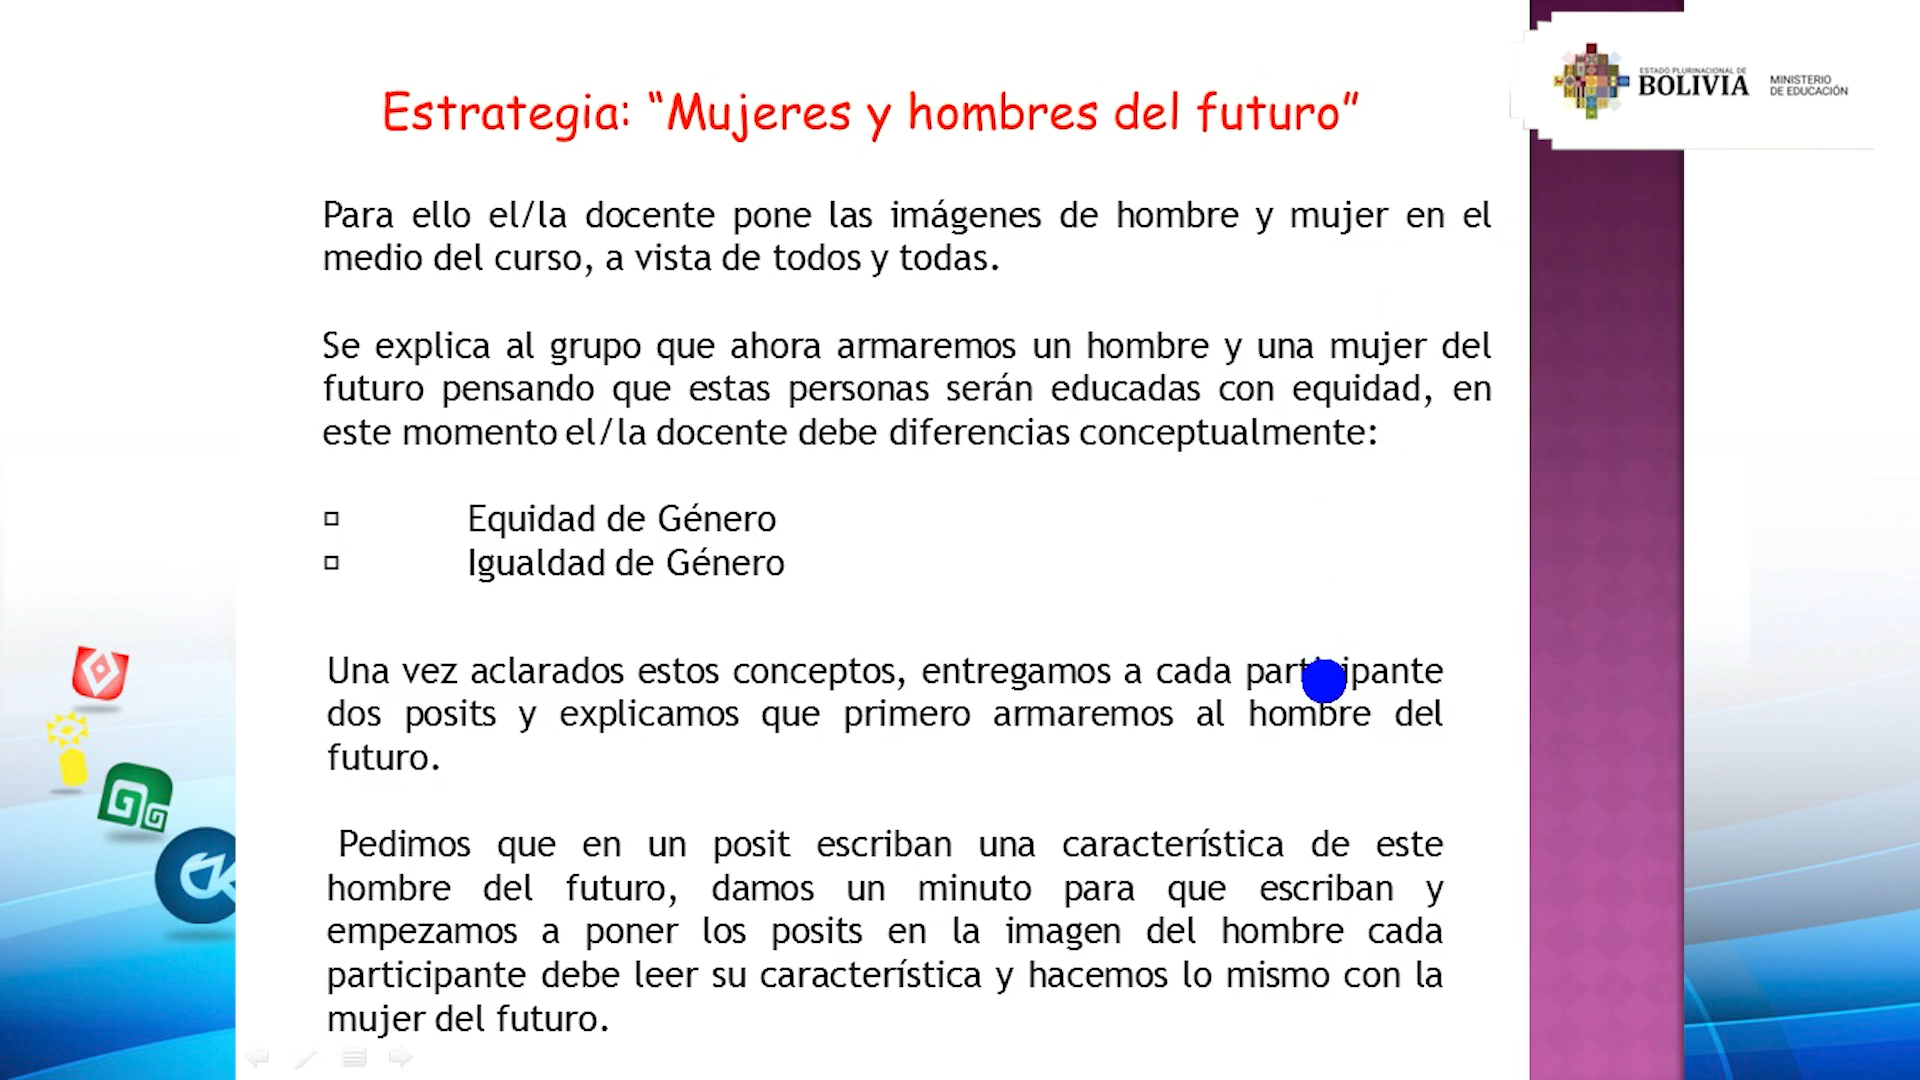 Estrategia: “Mujeres y hombres del futuro”
ESTADO PLURINACIONAL DE
BOLIVIA
MINISTERIO
DE EDUCACIÓN
Para ello el/la docente pone las imágenes de hombre y mujer en el
medio del curso, a vista de todos y todas.
Se explica al grupo que ahora armaremos un hombre y una mujer del
futuro pensando que estas personas serán educadas con equidad, en
este momento el/la docente debe diferencias conceptualmente:
Equidad de Género
Igualdad de Género
Una vez aclarados estos conceptos, entregamos a cada participante
dos posits y explicamos que primero armaremos al hombre del
futuro.
Pedimos que en un posit escriban una característica de este
hombre del futuro, damos un minuto para que escriban y
empezamos a poner los posits en la imagen del hombre cada
participante debe leer su característica y hacemos lo mismo con la
mujer del futuro.